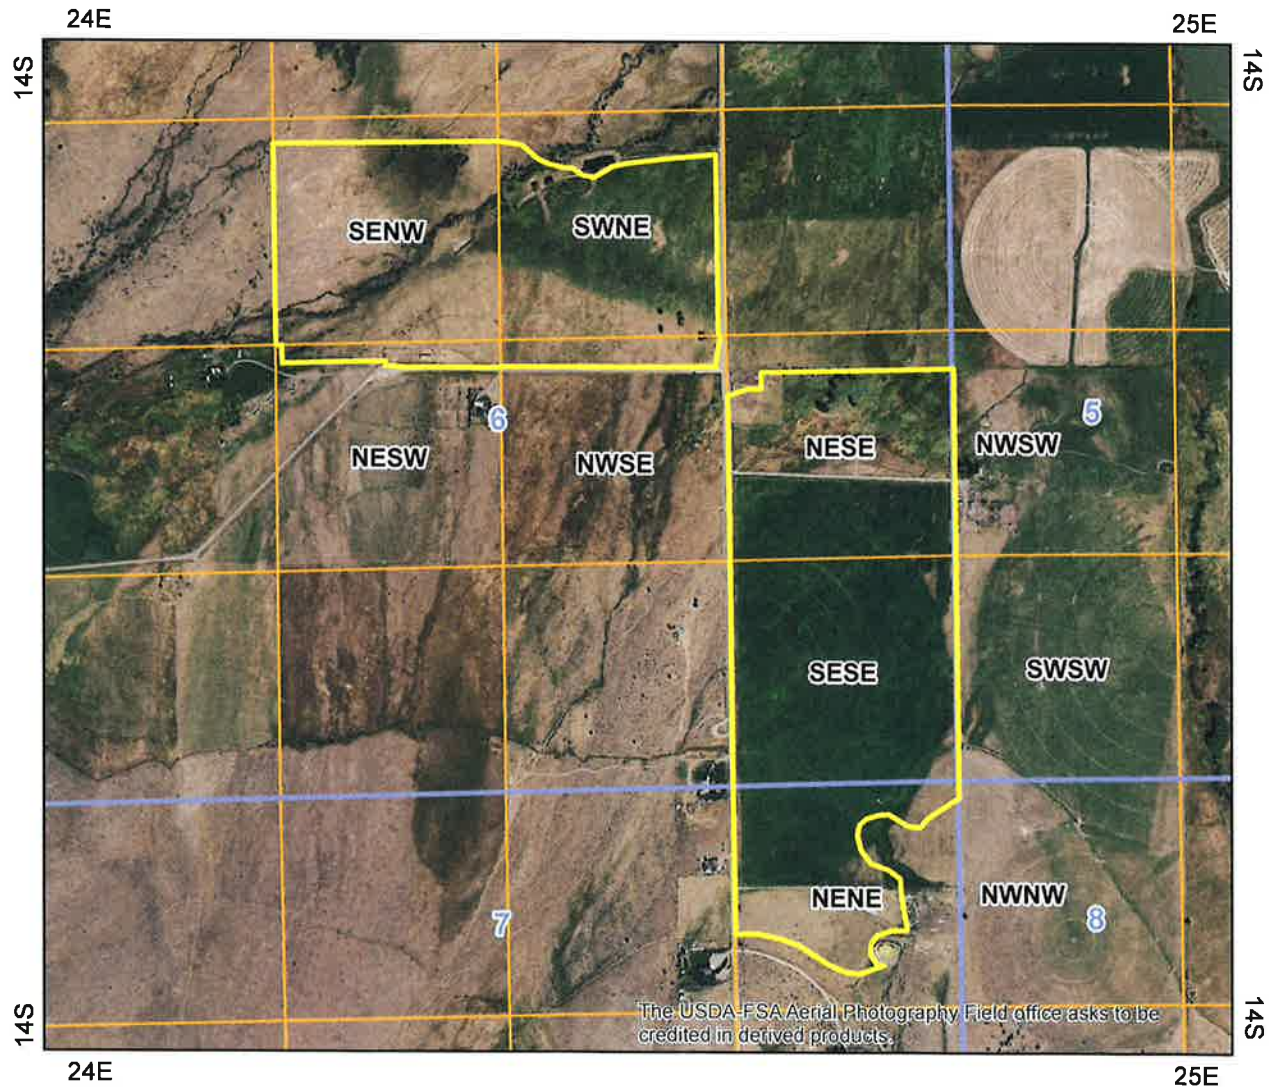 24E
25E
14S
14S
SENW
SWNE
5
6
NESW
NWSE
NESE
NWSW
SESE
SWSW
NENE
NWNW
7
8
The USDA-FSA Aerial Photography Field office asks to be
credited in derived products.
14S
14S
24E
25E